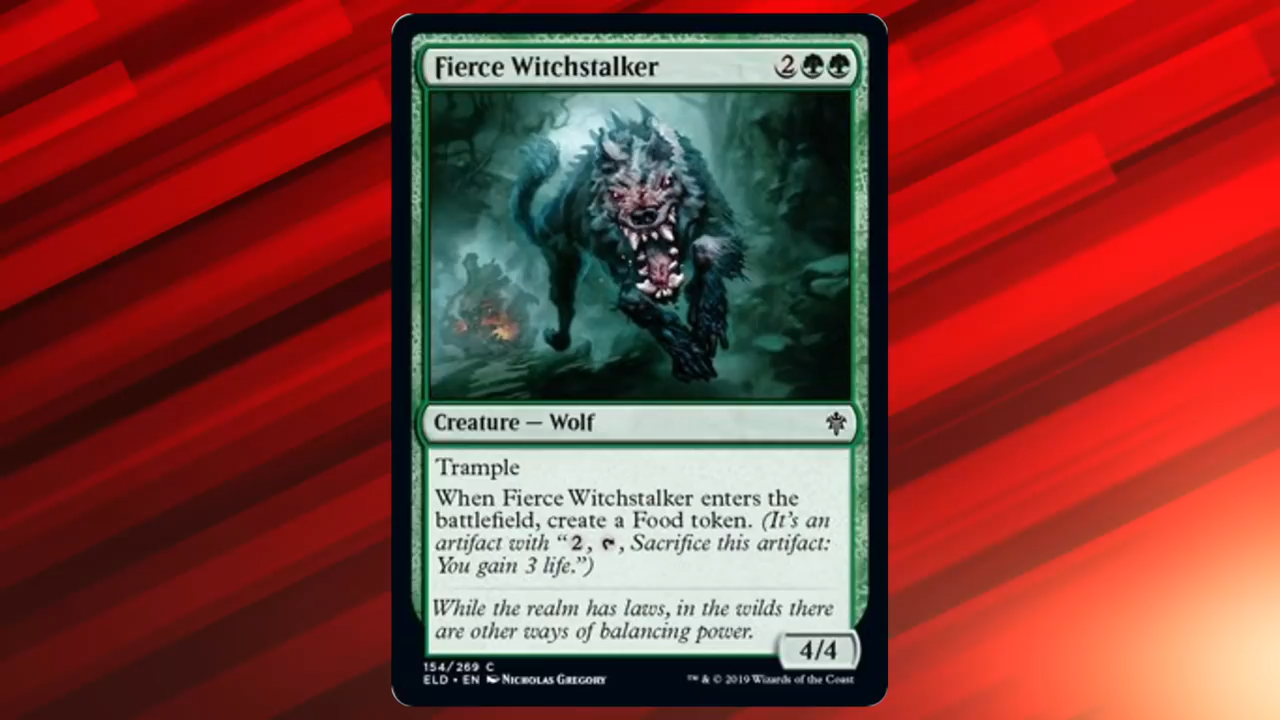 Fierce Witchstalker 2
Creature — Wolf
Trample
When Fierce Witchstalker enters the
battlefield, create a Food token. (It's an
artifact with “2, , Sacrifice this artifact:
You gain 3 life.”)
While the realm has laws, in the wilds there
are other ways of balancing power.
4/4
154/269 C
ELD • EN Nicholas Gregory
™ & © 2019 Wizards of the Coast